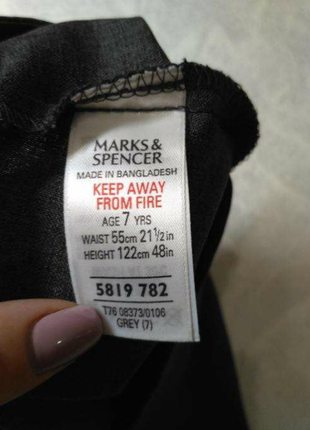 MARKS &
SPENCER
MADE IN BANGLADESH
KEEP AWAY
FROM FIRE
AGE 7 YRS
WAIST 55cm 21½in
HEIGHT 122cm 48in
5819 782
T76 08373/0106
GREY (7)